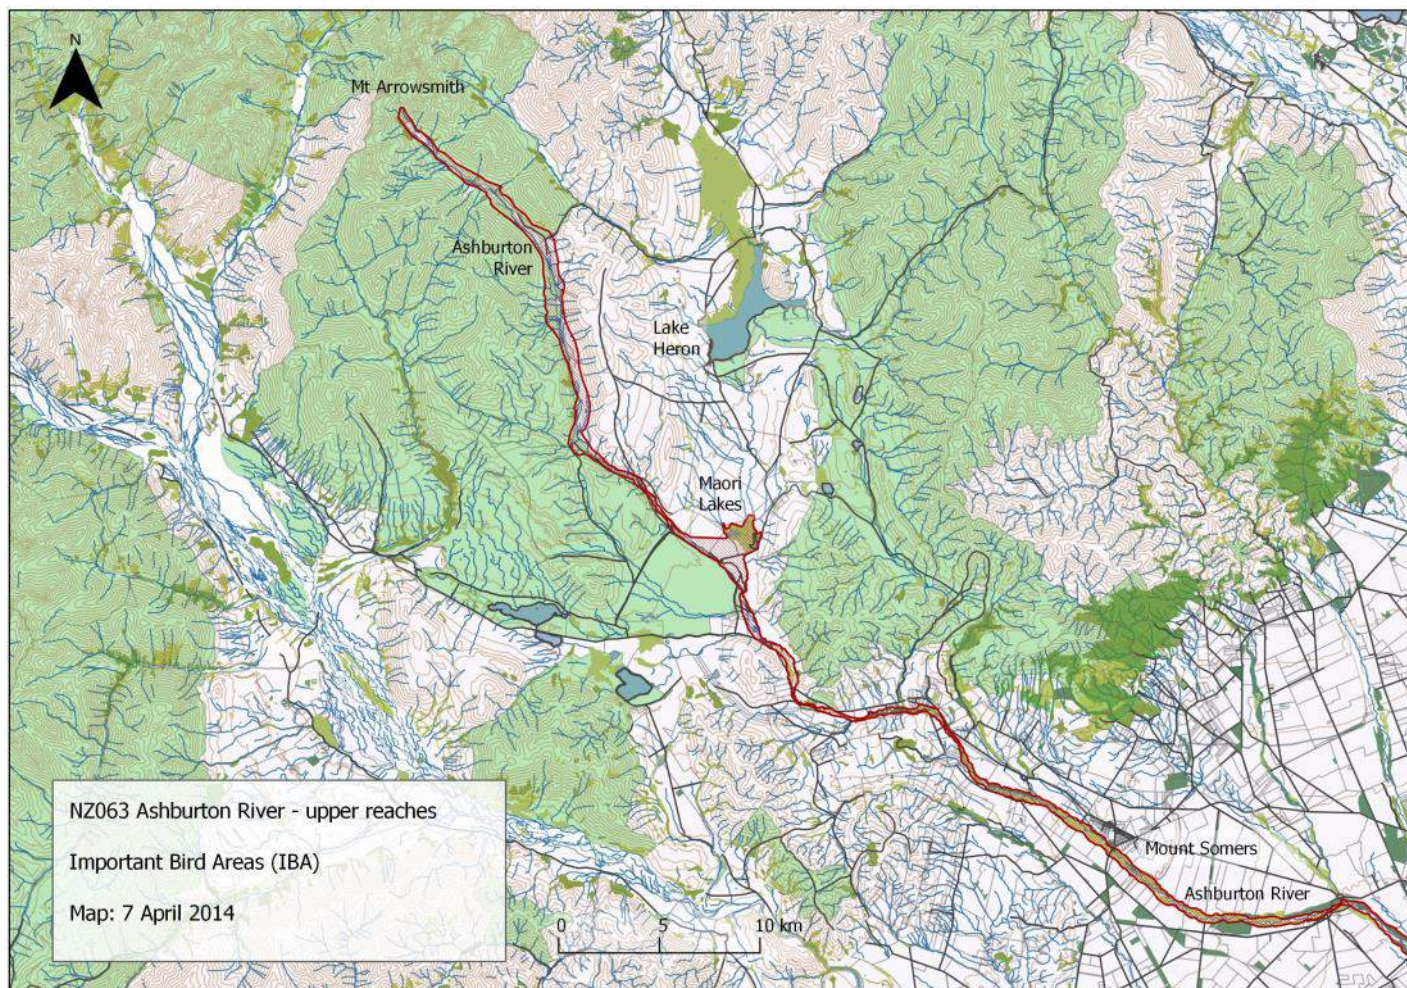 N
Mt Arrowsmith
Ashburton
River
Lake
Heron
Maori
Lakes
Mount Somers
Ashburton River
NZ063 Ashburton River - upper reaches
Important Bird Areas (IBA)
Map: 7 April 2014
0 5 10 km